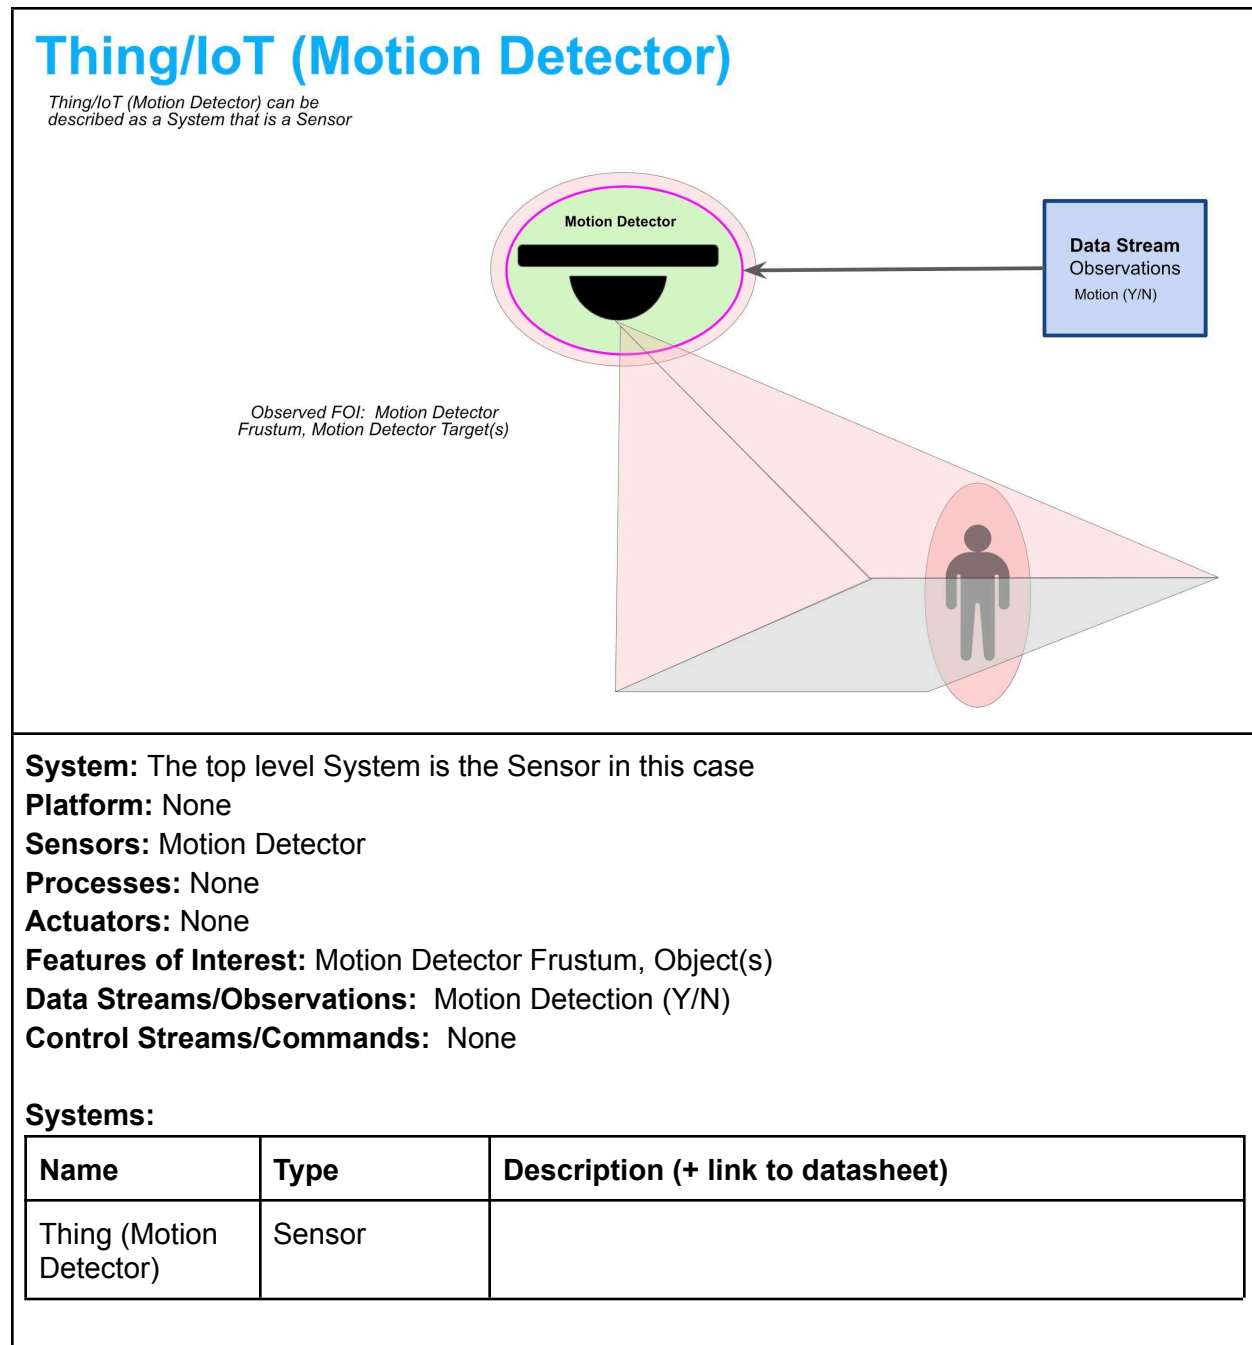 Thing/IoT (Motion Detector)
Thing/IoT (Motion Detector) can be
described as a System that is a Sensor
Motion Detector
Data Stream
Observations
Motion (Y/N)
Observed FOI:  Motion Detector
Frustum, Motion Detector Target(s)
System: The top level System is the Sensor in this case
Platform: None
Sensors: Motion Detector
Processes: None
Actuators: None
Features of Interest: Motion Detector Frustum, Object(s)
Data Streams/Observations:  Motion Detection (Y/N)
Control Streams/Commands:  None
Systems:
Name
Type
Description (+ link to datasheet)
Thing (Motion
Detector)
Sensor